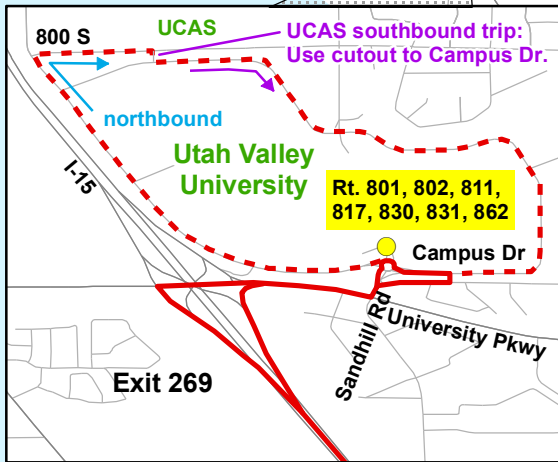 800 S
UCAS
UCAS southbound trip:
Use cutout to Campus Dr.
northbound
I-15
Utah Valley
University
Rt. 801, 802, 811,
817, 830, 831, 862
Campus Dr
Sandhill Rd
University Pkwy
Exit 269